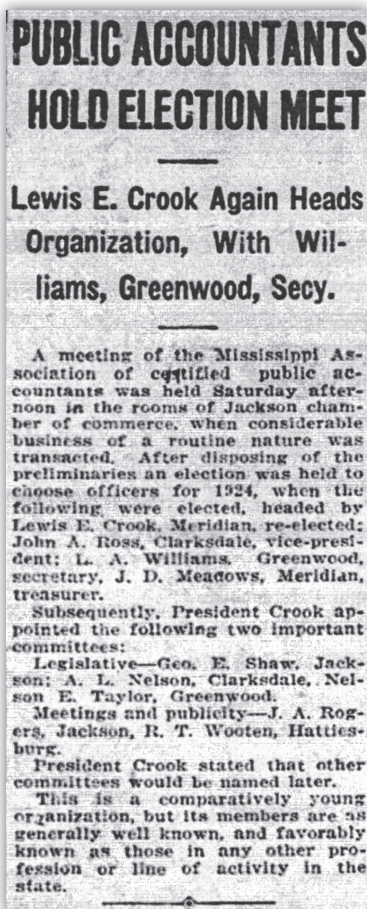 PUBLIC ACCOUNTANTS
HOLD ELECTION MEET
Lewis E. Crook Again Heads
Organization, With Wil-
liams, Greenwood, Secy.
A meeting of the Mississippi As-
sociation of certified public ac-
countants was held Saturday after-
noon in the rooms of Jackson cham-
ber of commerce, when considerable
business of a routine nature was
transacted. After disposing of the
preliminaries an election was held to
choose officers for 1924, when the
following were elected, headed by
Lewis E. Crook, Meridian, re-elected;
John A. Ross, Clarksdale, vice-presi-
dent; L. A. Williams, Greenwood,
secretary, J. D. Meadows, Meridian,
treasurer.
Subsequently, President Crook ap-
pointed the following two important
committees:
Legislative—Geo. E. Shaw, Jack-
son; A. L. Nelson, Clarksdale, Nel-
son E. Taylor, Greenwood.
Meetings and publicity—J. A. Rog-
ers, Jackson, R. T. Wooten, Hatties-
burg.
President Crook stated that other
committees would be named later.
This is a comparatively young
organization, but its members are as
generally well known, and favorably
known as those in any other pro-
fession or line of activity in the
state.